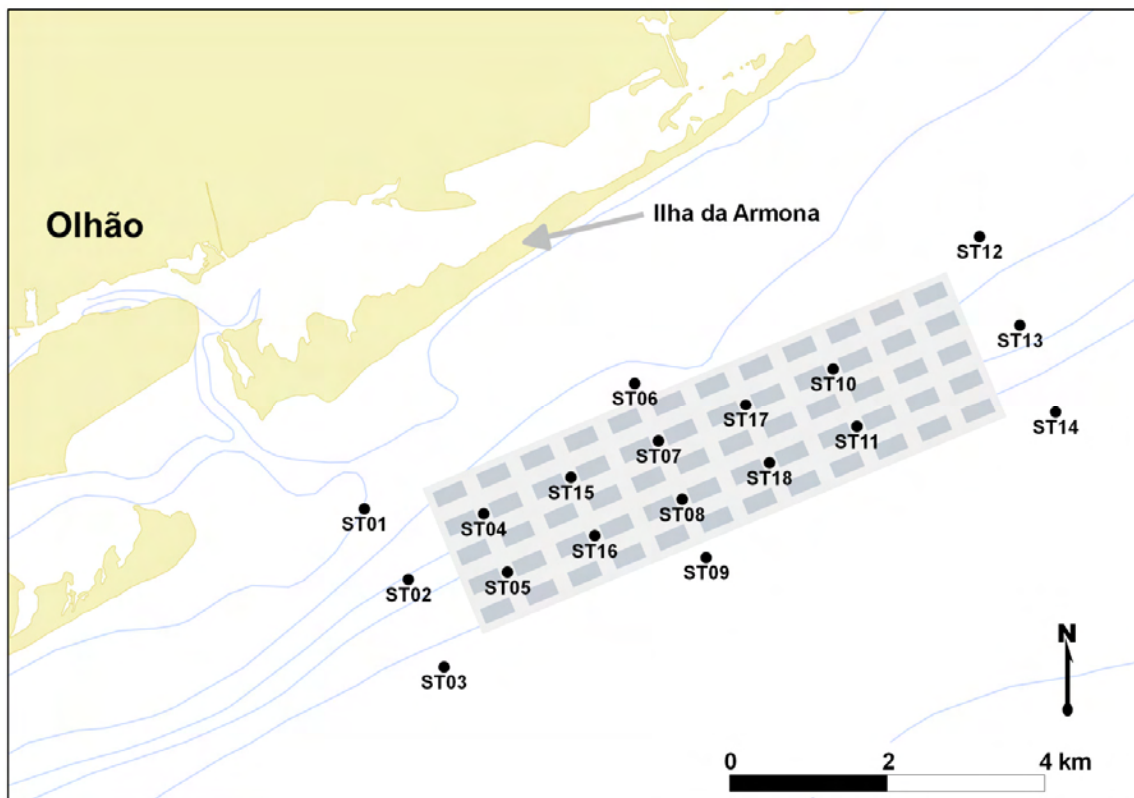 Olhão
Ilha da Armona
ST12
ST13
ST10
ST06
ST14
ST17
ST11
ST07
ST18
ST15
ST08
ST01
ST04
ST16
ST09
ST02
ST05
ST03
N
0 2 4 km